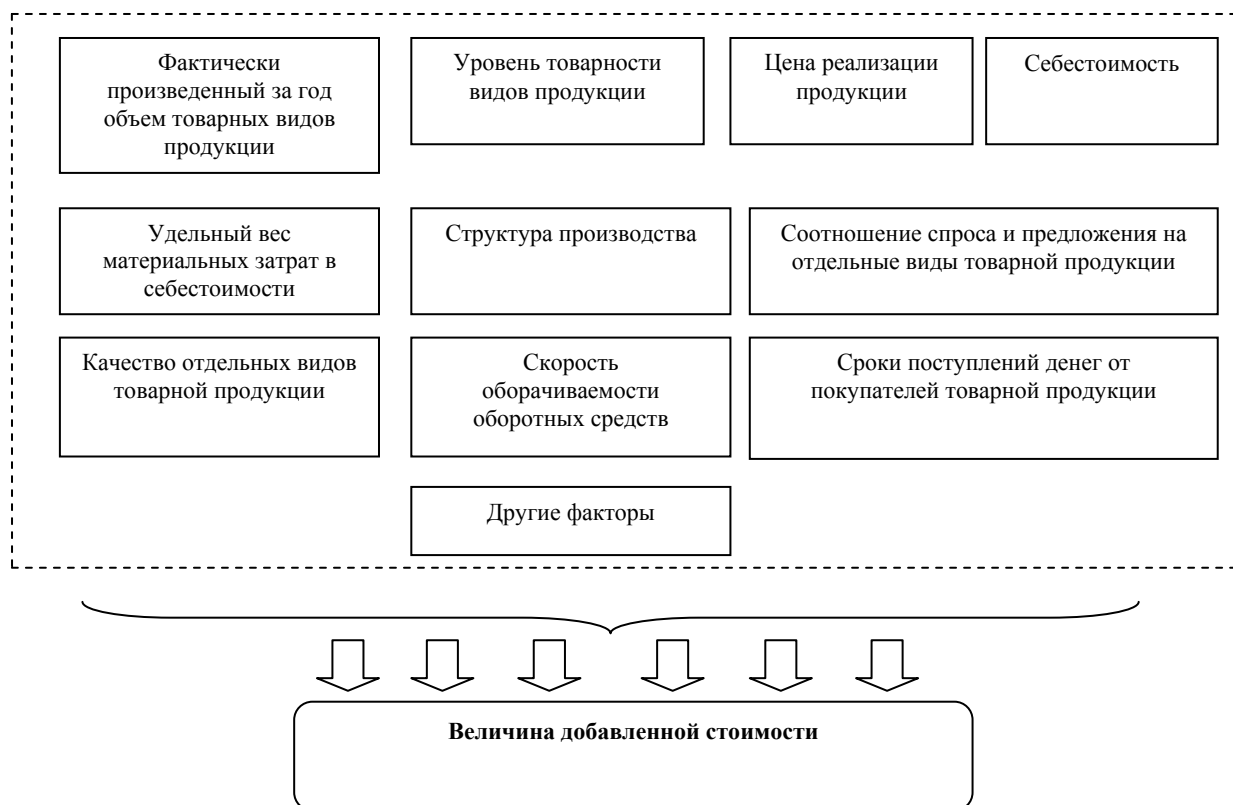 Фактически
произведенный за год
объем товарных видов
продукции
Уровень товарности
видов продукции
Цена реализации
продукции
Себестоимость
Удельный вес
материальных затрат в
себестоимости
Структура производства
Соотношение спроса и предложения на
отдельные виды товарной продукции
Качество отдельных видов
товарной продукции
Скорость
оборачиваемости
оборотных средств
Сроки поступлений денег от
покупателей товарной продукции
Другие факторы
Величина добавленной стоимости